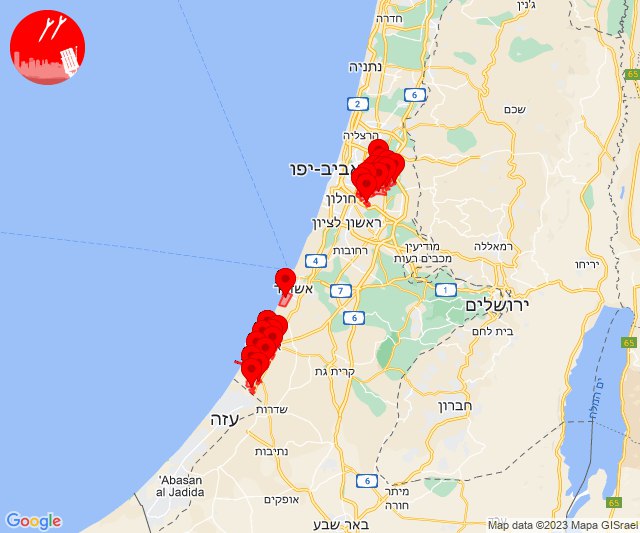 ג'נין
חדרה
נתניה
6
65
2
שכם
הרצליה
אביב-יפו
חולון
ראשון לציון
מודיעין
מכבים רעות
רמאללה
רחובות
4
יריחו
7
1
ירושלים
6
בית לחם
65
קרית גת
ים המלח
שדרות
חברון
עזה
נתיבות
'Abasan
al Jadida
6
מיתר
חורה
אופקים
באר שבע
65
Google
Map data ©2023 Mapa GISrael